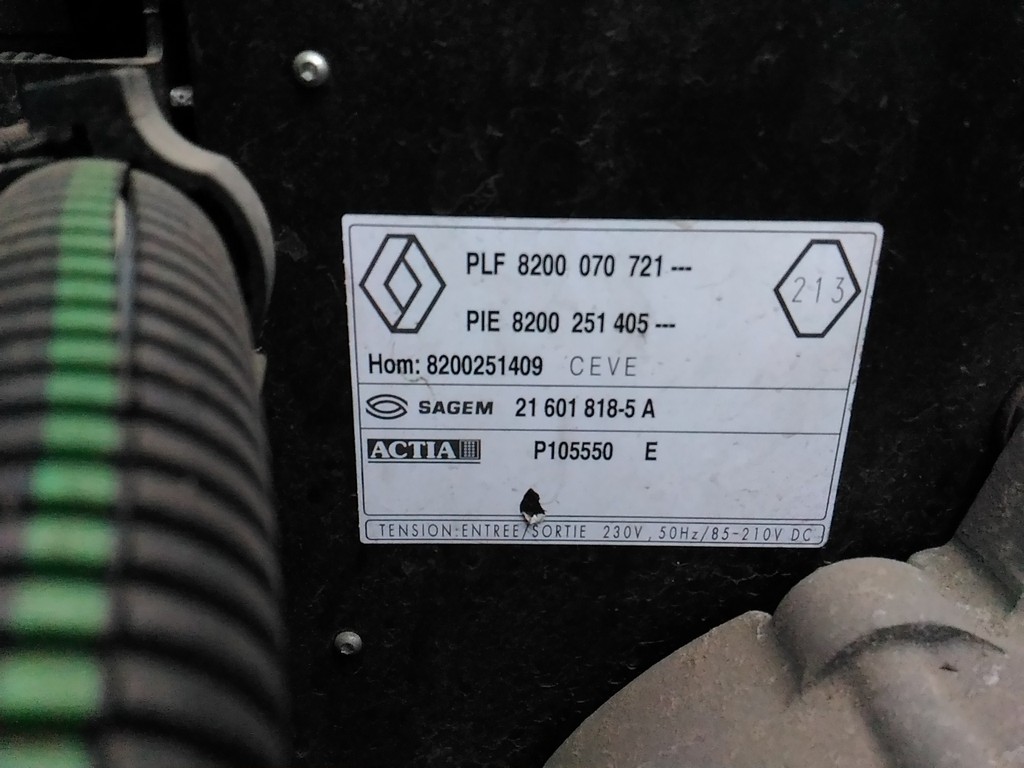 PLF 8200 070 721---
213
PIE 8200 251 405---
Hom: 8200251409 CEVE
SAGEM 21 601 818-5 A
ACTIA P105550 E
TENSION:ENTREE/SORTIE 230V, 50Hz/85-210V DC